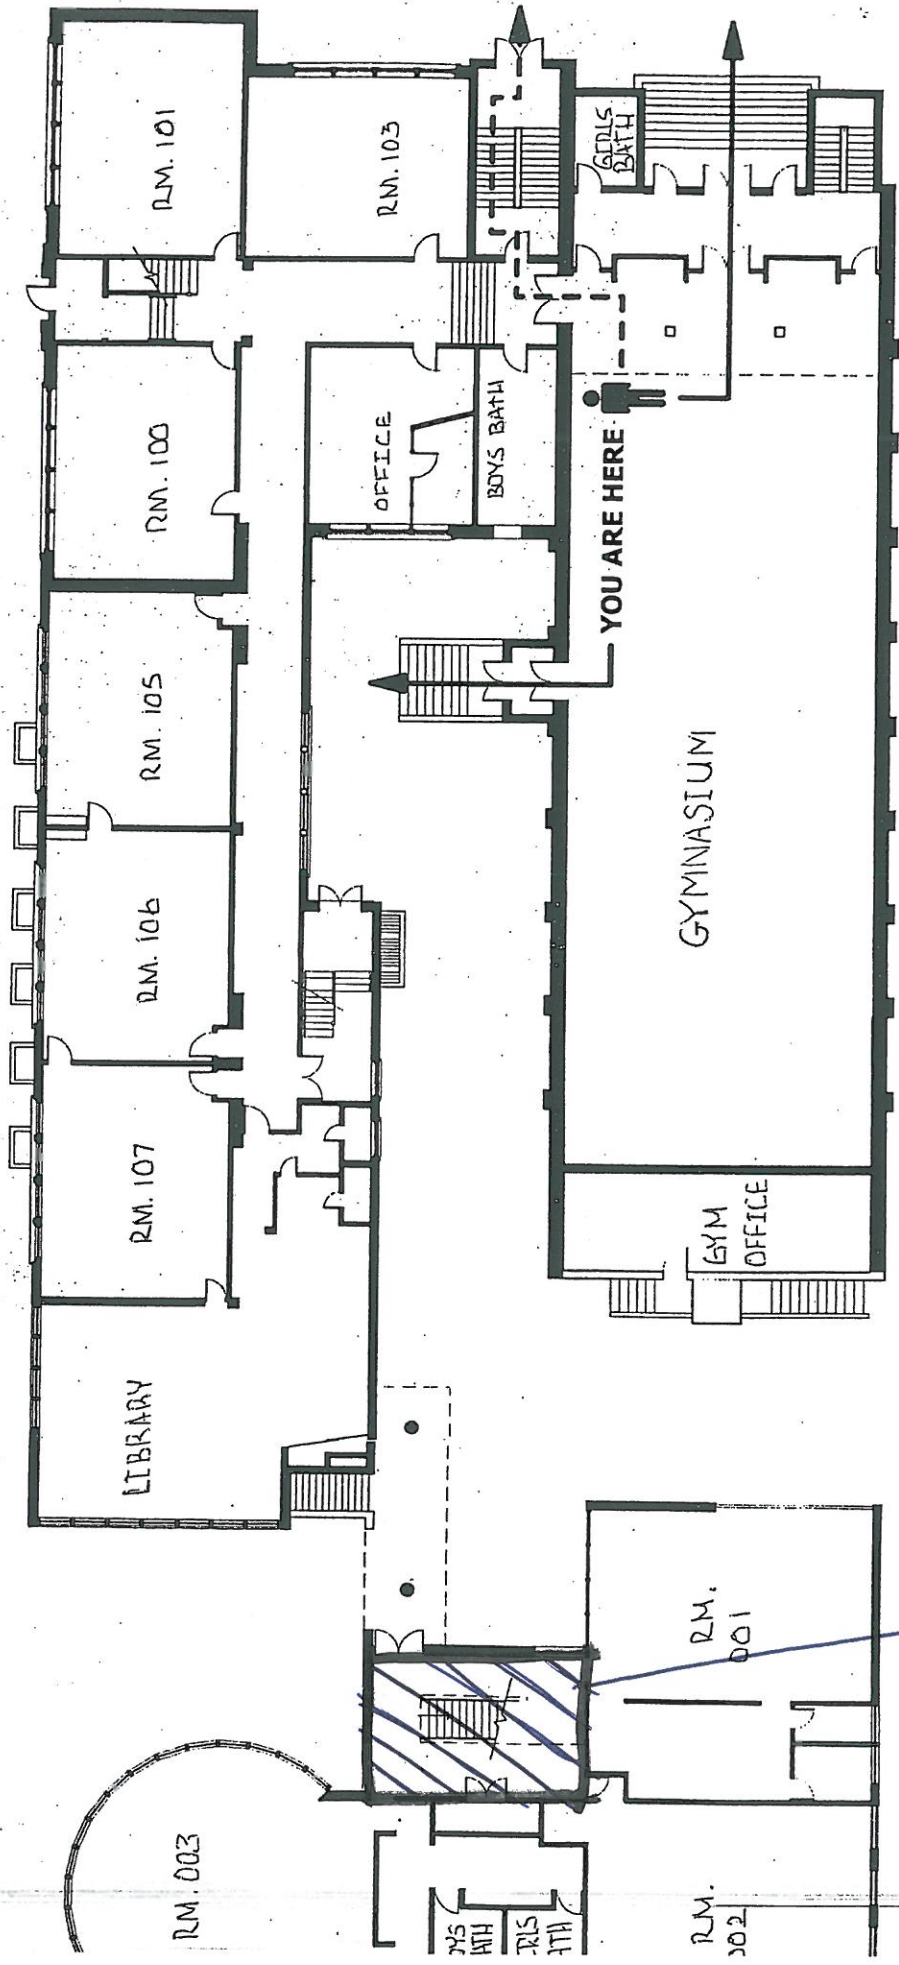 RM. 003
LIBRARY
RM. 107
RM. 106
RM. 105
RM. 100
RM. 101
OFFICE
RM. 103
BOYS BATH
GIRLS
BATH
YOU ARE HERE
GYMNASIUM
GYM
OFFICE
RM.
001
RM.
002